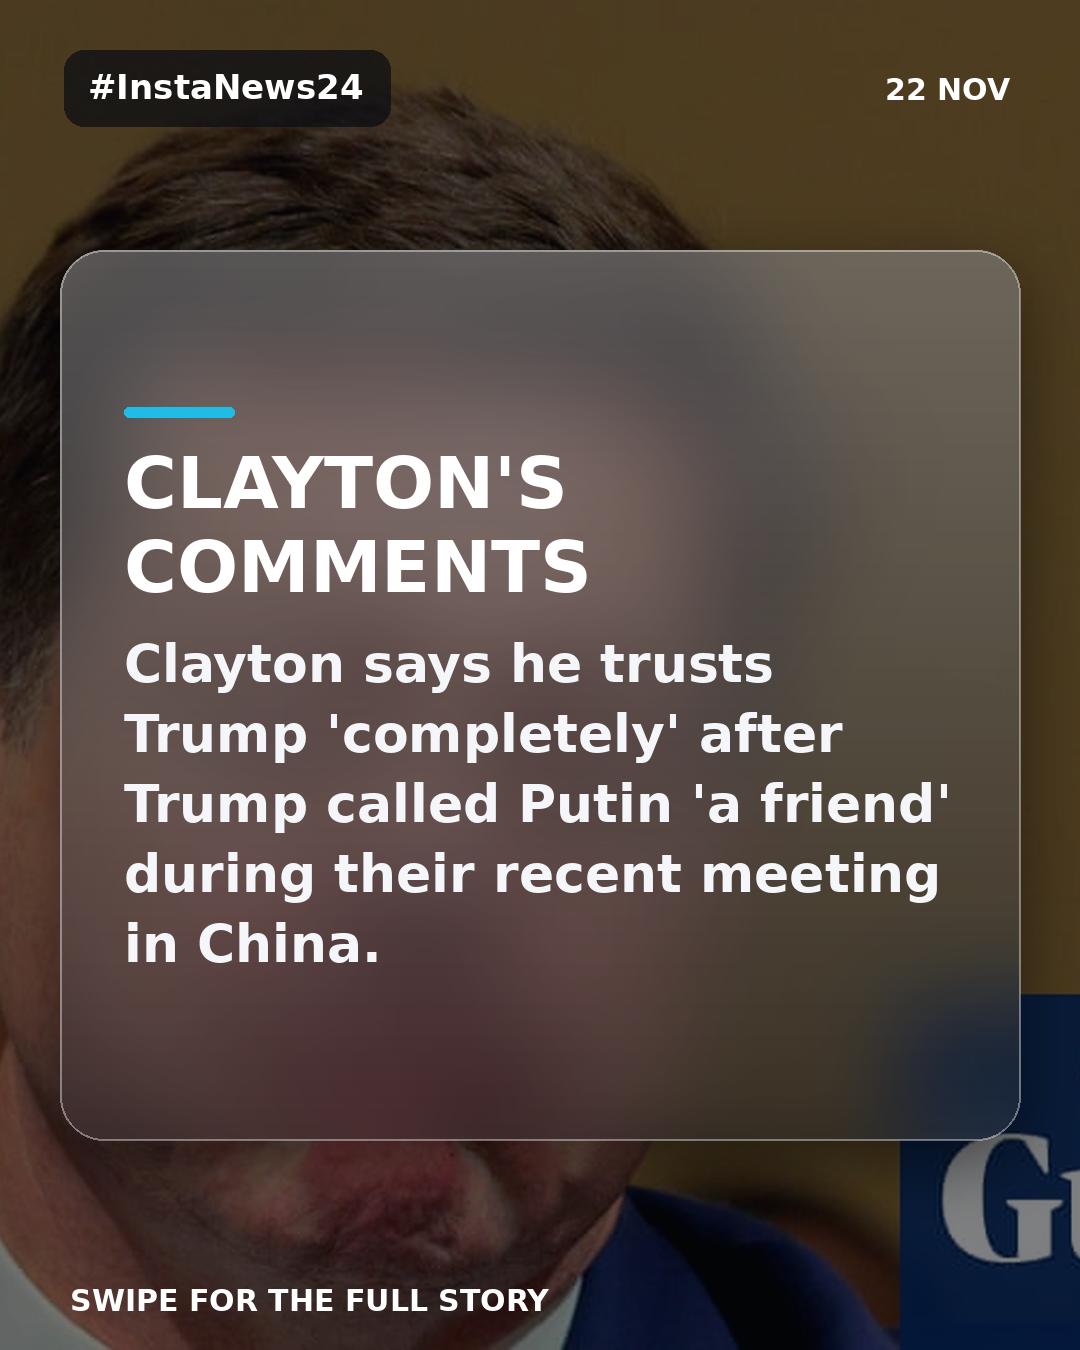 #InstaNews24
22 NOV
CLAYTON'S
COMMENTS
Clayton says he trusts
Trump 'completely' after
Trump called Putin 'a friend'
during their recent meeting
in China.
SWIPE FOR THE FULL STORY